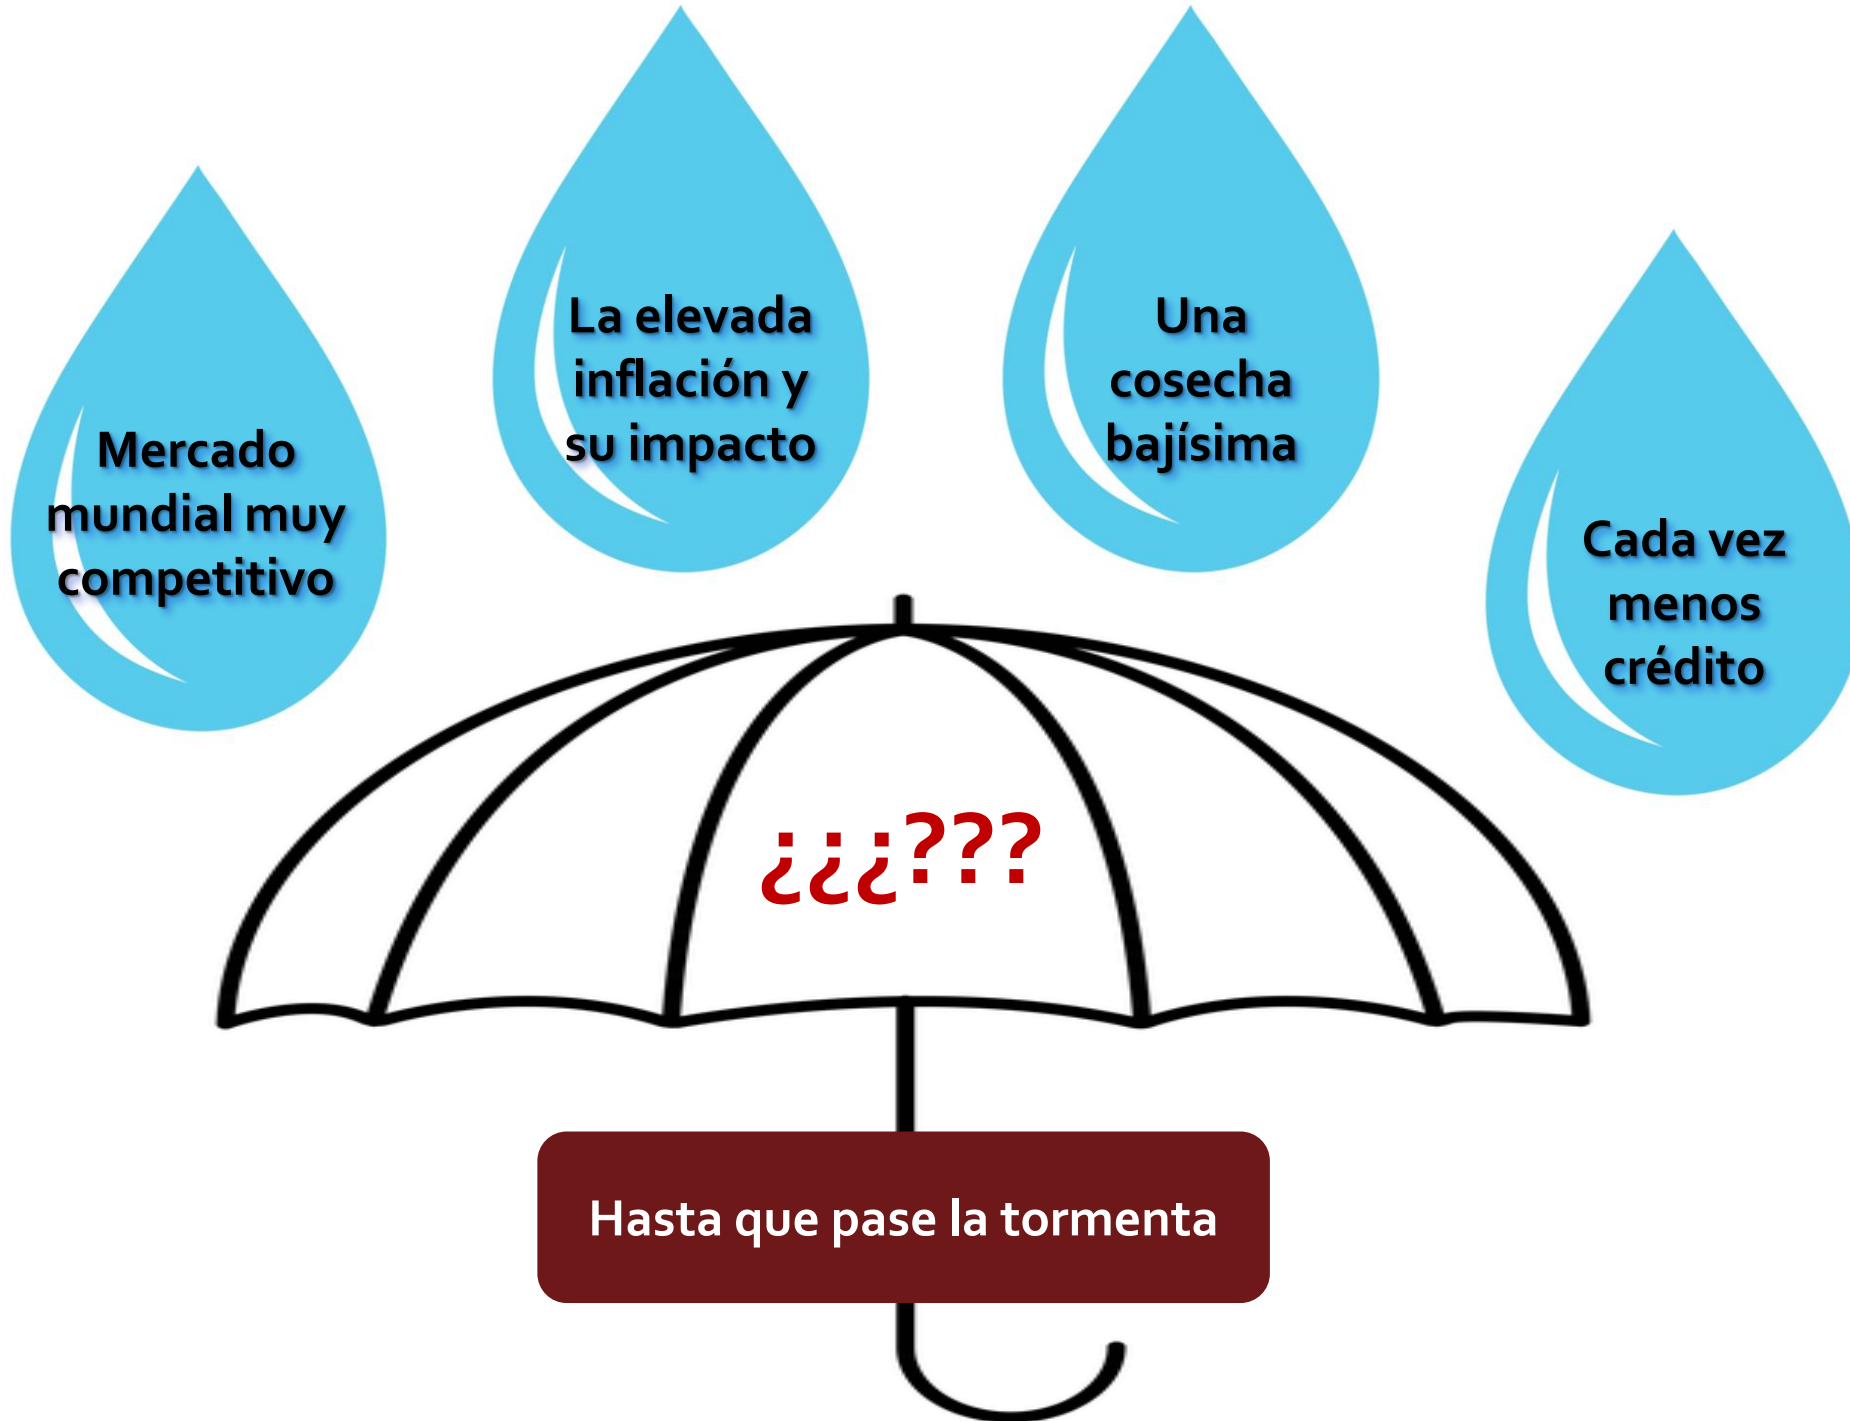 Mercado
mundial muy
competitivo
La elevada
inflación y
su impacto
Una
cosecha
bajísima
Cada vez
menos
crédito
¿¿¿???
Hasta que pase la tormenta